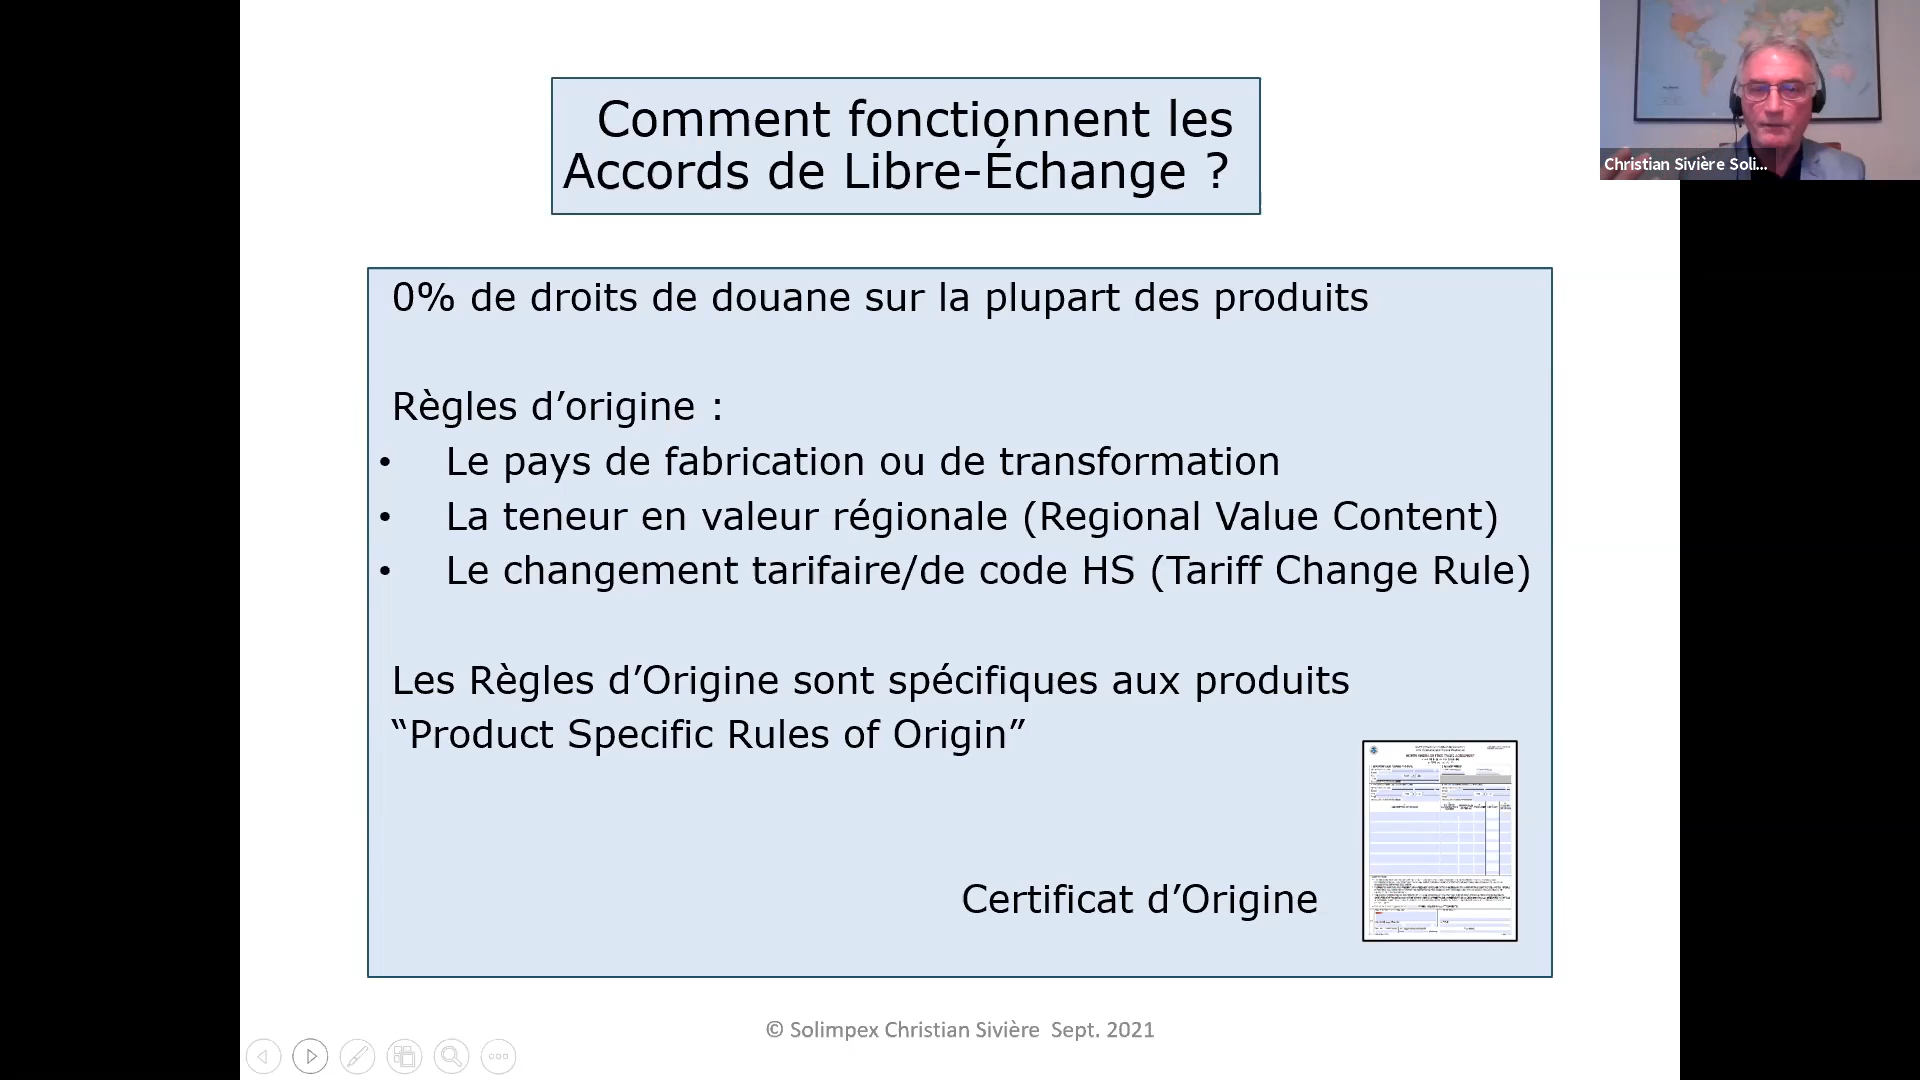 Comment fonctionnent les
Accords de Libre-Échange ?
Christian Sivière Soli...
0% de droits de douane sur la plupart des produits
Règles d’origine :
• Le pays de fabrication ou de transformation
• La teneur en valeur régionale (Regional Value Content)
• Le changement tarifaire/de code HS (Tariff Change Rule)
Les Règles d’Origine sont spécifiques aux produits
“Product Specific Rules of Origin”
Certificat d’Origine
© Solimpex Christian Sivière Sept. 2021